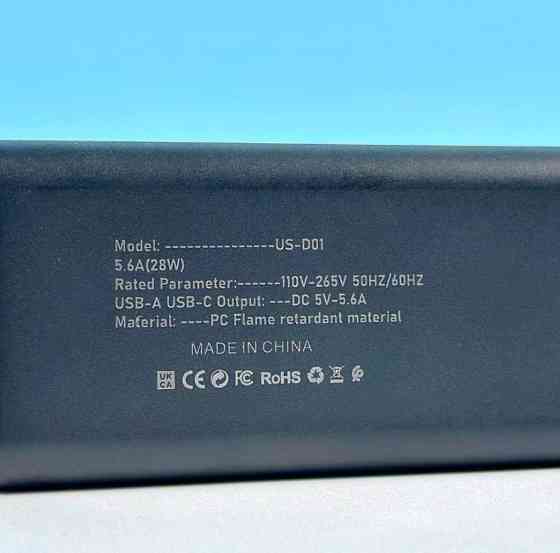 Model: ---------------US-D01
5.6A(28W)
Rated Parameter:------110V-265V 50HZ/60HZ
USB-A USB-C Output: ---DC 5V-5.6A
Material: ----PC Flame retardant material
MADE IN CHINA
UK CA CE FC RoHS